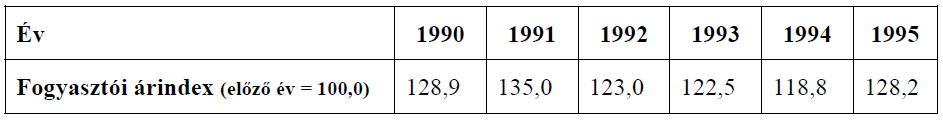 Év 1990 1991 1992 1993 1994 1995
Fogyasztói árindex (előző év = 100,0) 128,9 135,0 123,0 122,5 118,8 128,2